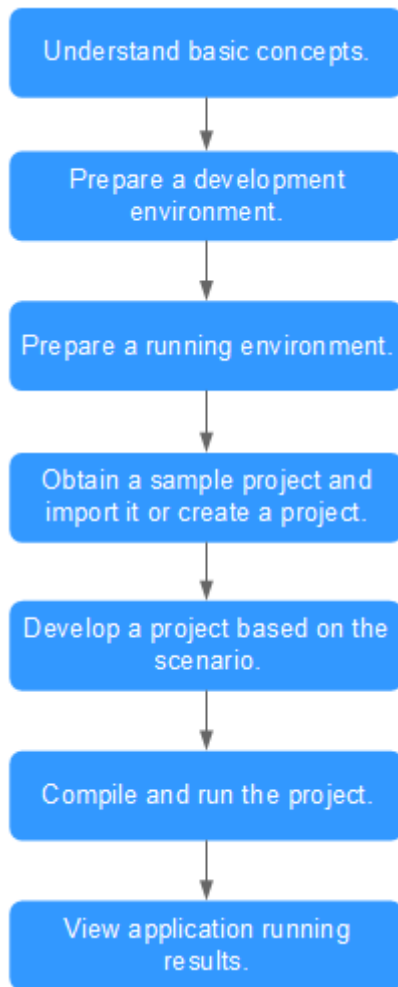 Understand basic concepts.
Prepare a development
environment.
Prepare a running environment.
Obtain a sample project and
import it or create a project.
Develop a project based on the
scenario.
Compile and run the project.
View application running
results.